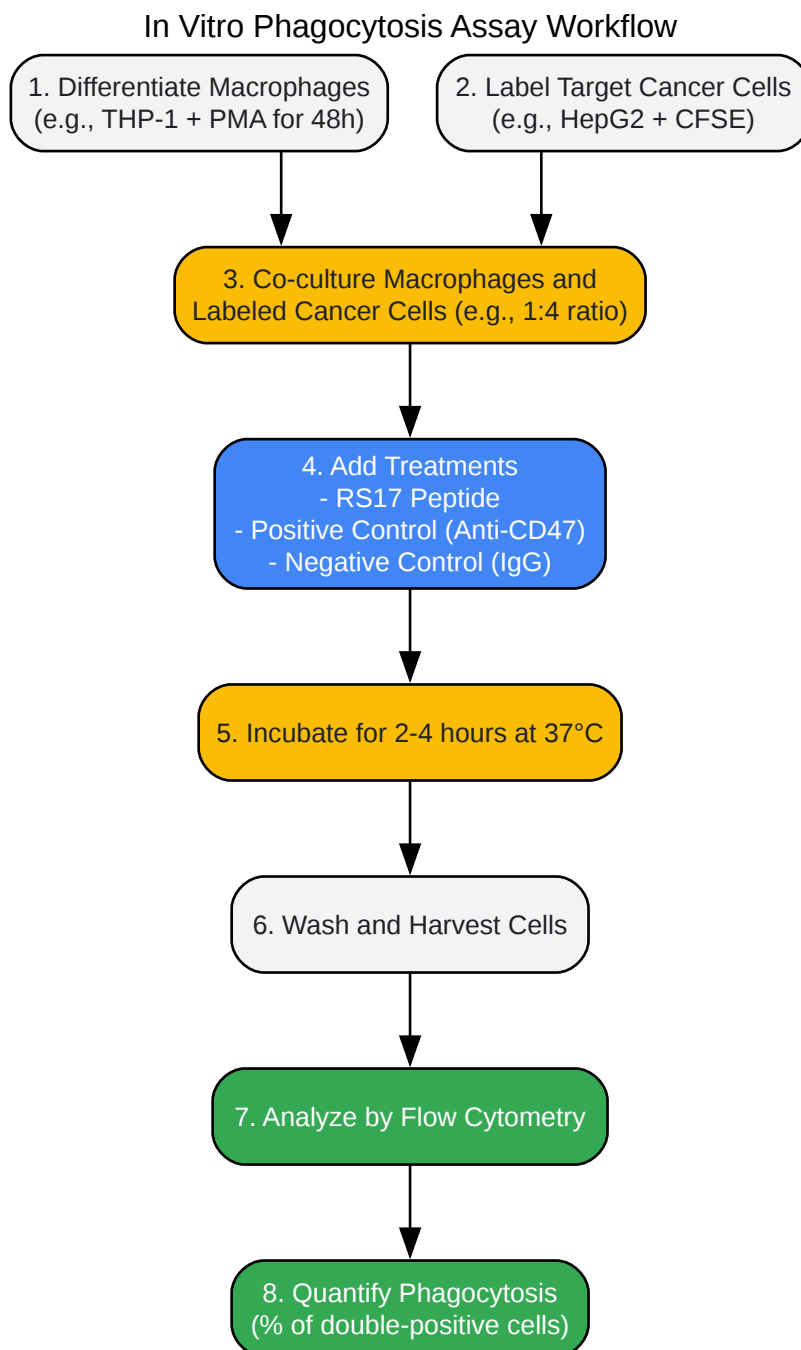 In Vitro Phagocytosis Assay Workflow
1. Differentiate Macrophages
(e.g., THP-1 + PMA for 48h)
2. Label Target Cancer Cells
(e.g., HepG2 + CFSE)
3. Co-culture Macrophages and
Labeled Cancer Cells (e.g., 1:4 ratio)
4. Add Treatments
- RS17 Peptide
- Positive Control (Anti-CD47)
- Negative Control (IgG)
5. Incubate for 2-4 hours at 37°C
6. Wash and Harvest Cells
7. Analyze by Flow Cytometry
8. Quantify Phagocytosis
(% of double-positive cells)